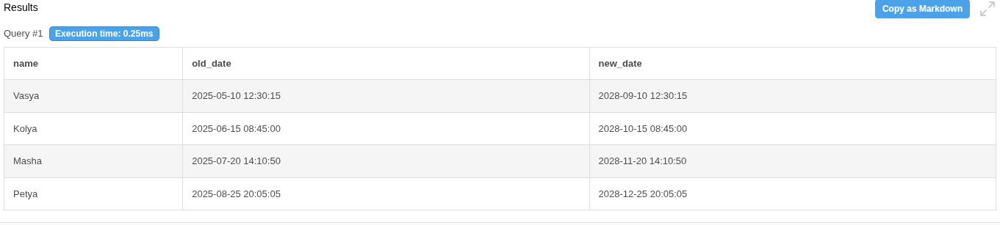 Results
Copy as Markdown
Query #1 Execution time: 0.25ms
name old_date new_date
Vasya 2025-05-10 12:30:15 2028-09-10 12:30:15
Kolya 2025-06-15 08:45:00 2028-10-15 08:45:00
Masha 2025-07-20 14:10:50 2028-11-20 14:10:50
Petya 2025-08-25 20:05:05 2028-12-25 20:05:05